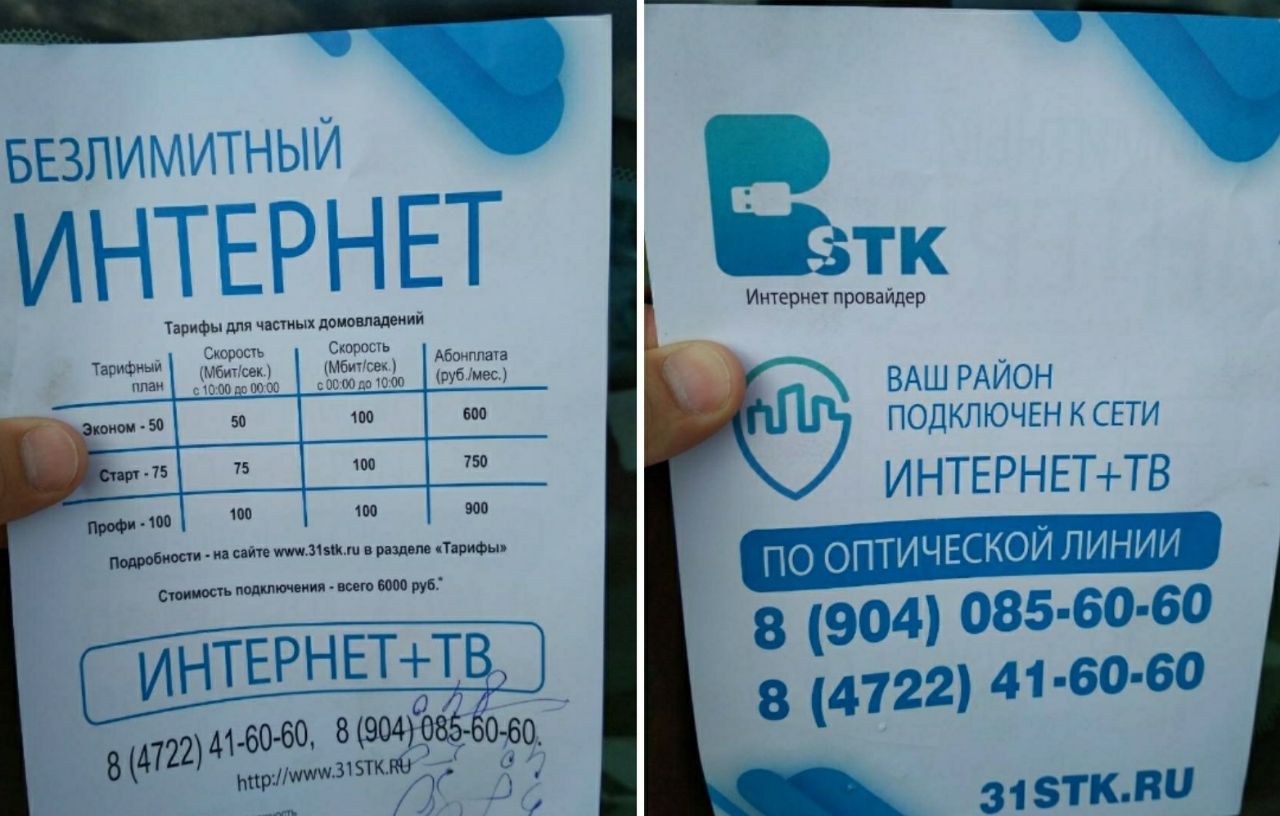 БЕЗЛИМИТНЫЙ
ИНТЕРНЕТ
Тарифы для частных домовладений
Тарифный план | Скорость (Мбит/сек.) с 10:00 до 00:00 | Скорость (Мбит/сек.) с 00:00 до 10:00 | Абонплата (руб./мес.)
Эконом - 50 | 50 | 100 | 600
Старт - 75 | 75 | 100 | 750
Профи - 100 | 100 | 100 | 900
Подробности - на сайте www.31stk.ru в разделе «Тарифы»
Стоимость подключения - всего 6000 руб.*
ИНТЕРНЕТ+ТВ
8 (4722) 41-60-60, 8 (904) 085-60-60.
http://www.31STK.RU
BSTK
Интернет провайдер
ВАШ РАЙОН
ПОДКЛЮЧЕН К СЕТИ
ИНТЕРНЕТ+ТВ
ПО ОПТИЧЕСКОЙ ЛИНИИ
8 (904) 085-60-60
8 (4722) 41-60-60
31STK.RU